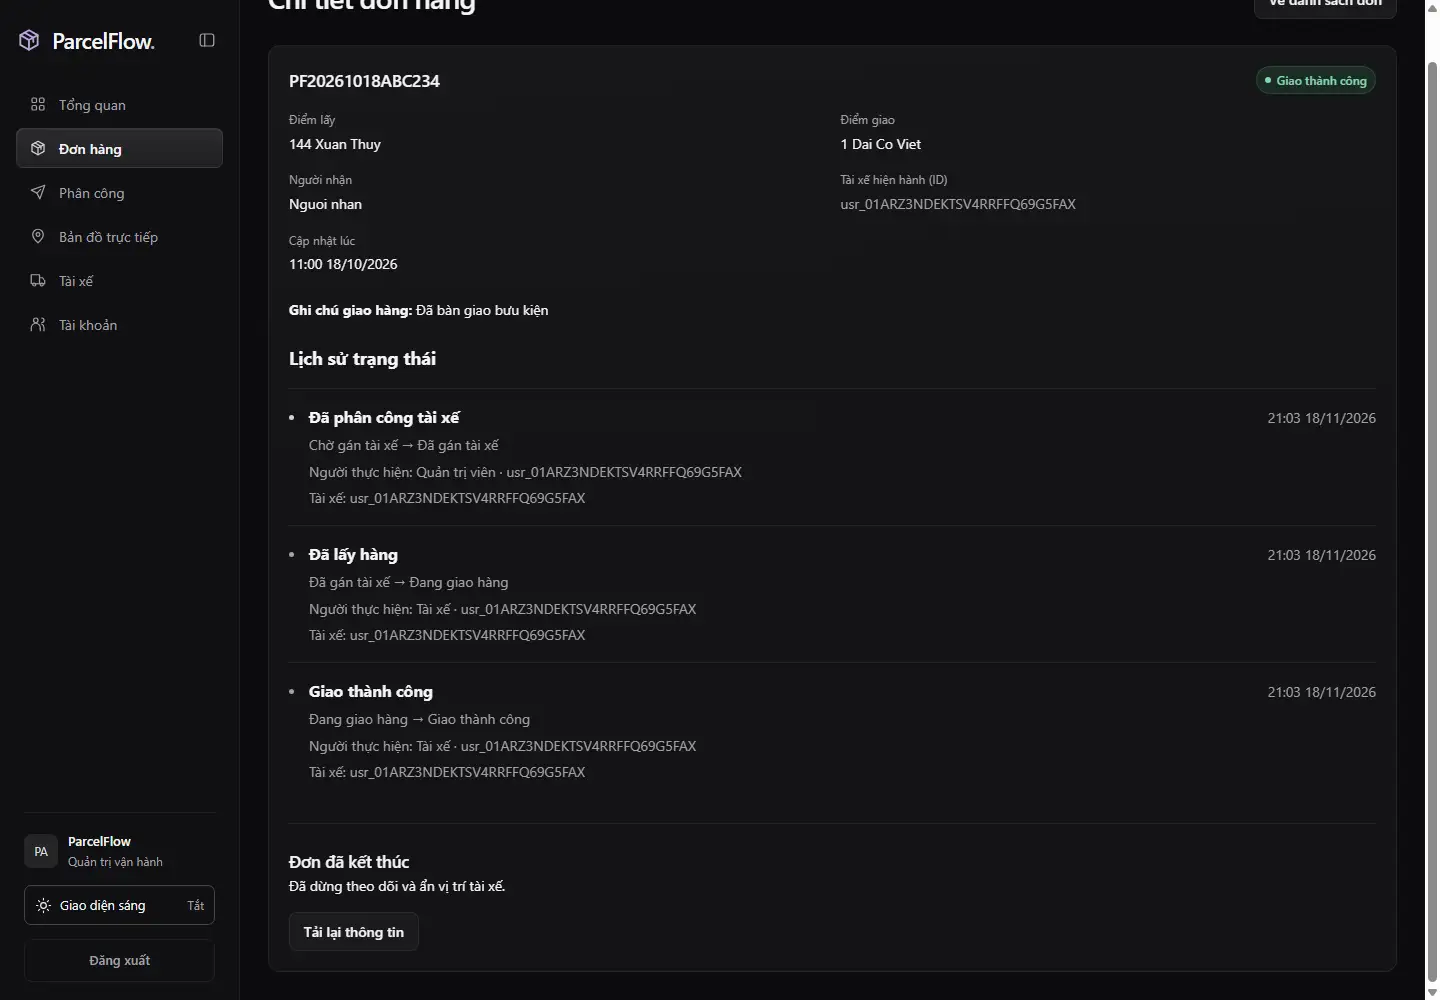 Chi tiết đơn hàng
Về danh sách đơn
ParcelFlow.
Tổng quan
Đơn hàng
Phân công
Bản đồ trực tiếp
Tài xế
Tài khoản
PF20261018ABC234
Giao thành công
Điểm lấy
144 Xuan Thuy
Điểm giao
1 Dai Co Viet
Người nhận
Nguoi nhan
Tài xế hiện hành (ID)
usr_01ARZ3NDEKTSV4RRFFQ69G5FAX
Cập nhật lúc
11:00 18/10/2026
Ghi chú giao hàng: Đã bàn giao bưu kiện
Lịch sử trạng thái
Đã phân công tài xế
21:03 18/11/2026
Chờ gán tài xế → Đã gán tài xế
Người thực hiện: Quản trị viên · usr_01ARZ3NDEKTSV4RRFFQ69G5FAX
Tài xế: usr_01ARZ3NDEKTSV4RRFFQ69G5FAX
Đã lấy hàng
21:03 18/11/2026
Đã gán tài xế → Đang giao hàng
Người thực hiện: Tài xế · usr_01ARZ3NDEKTSV4RRFFQ69G5FAX
Tài xế: usr_01ARZ3NDEKTSV4RRFFQ69G5FAX
Giao thành công
21:03 18/11/2026
Đang giao hàng → Giao thành công
Người thực hiện: Tài xế · usr_01ARZ3NDEKTSV4RRFFQ69G5FAX
Tài xế: usr_01ARZ3NDEKTSV4RRFFQ69G5FAX
Đơn đã kết thúc
Đã dừng theo dõi và ẩn vị trí tài xế.
Tải lại thông tin
PA
ParcelFlow
Quản trị vận hành
Giao diện sáng
Tắt
Đăng xuất